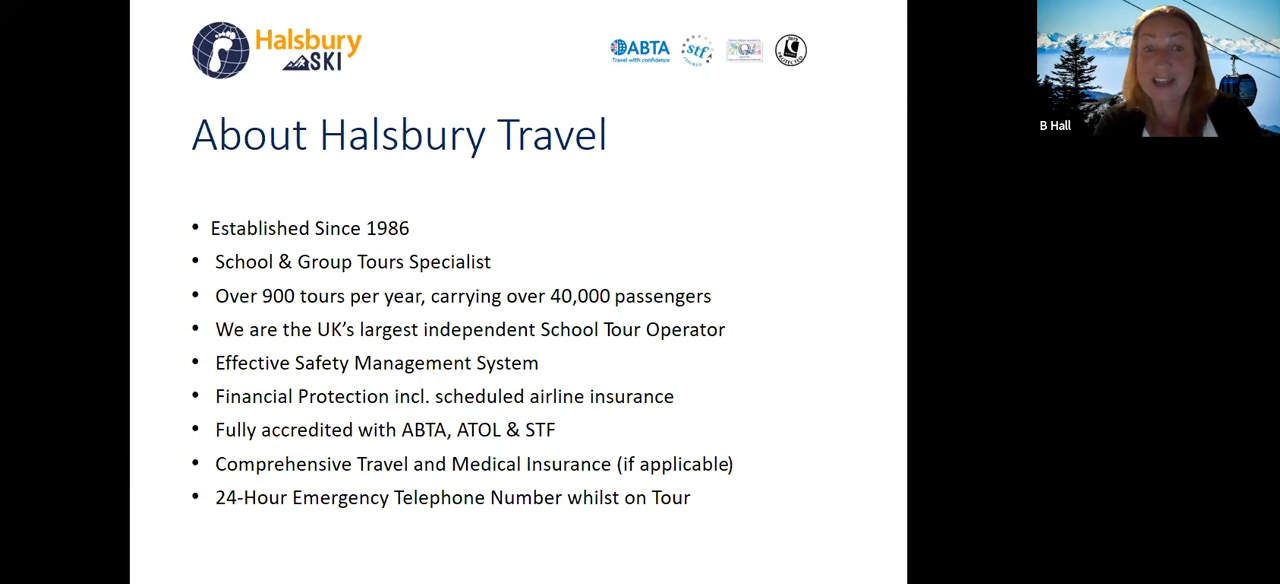 Halsbury
SKI
ABTA
Travel with confidence
stf
ASSURED
PROTECTED
B Hall
About Halsbury Travel
• Established Since 1986
• School & Group Tours Specialist
• Over 900 tours per year, carrying over 40,000 passengers
• We are the UK’s largest independent School Tour Operator
• Effective Safety Management System
• Financial Protection incl. scheduled airline insurance
• Fully accredited with ABTA, ATOL & STF
• Comprehensive Travel and Medical Insurance (if applicable)
• 24-Hour Emergency Telephone Number whilst on Tour